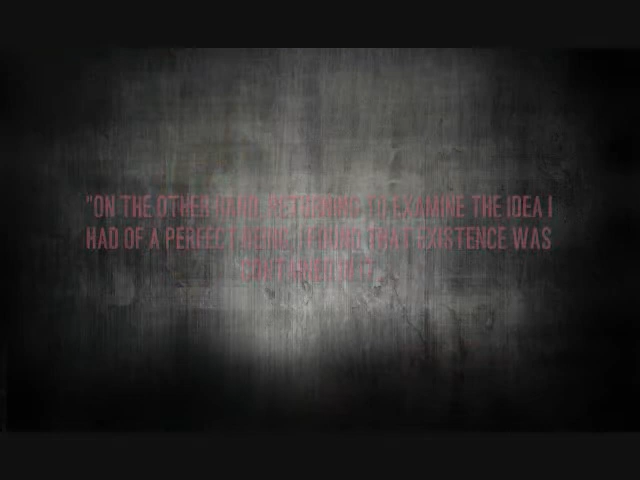 "ON THE OTHER HAND, RETURNING TO EXAMINE THE IDEA I
HAD OF A PERFECT BEING, I FOUND THAT EXISTENCE WAS
CONTAINED IN IT